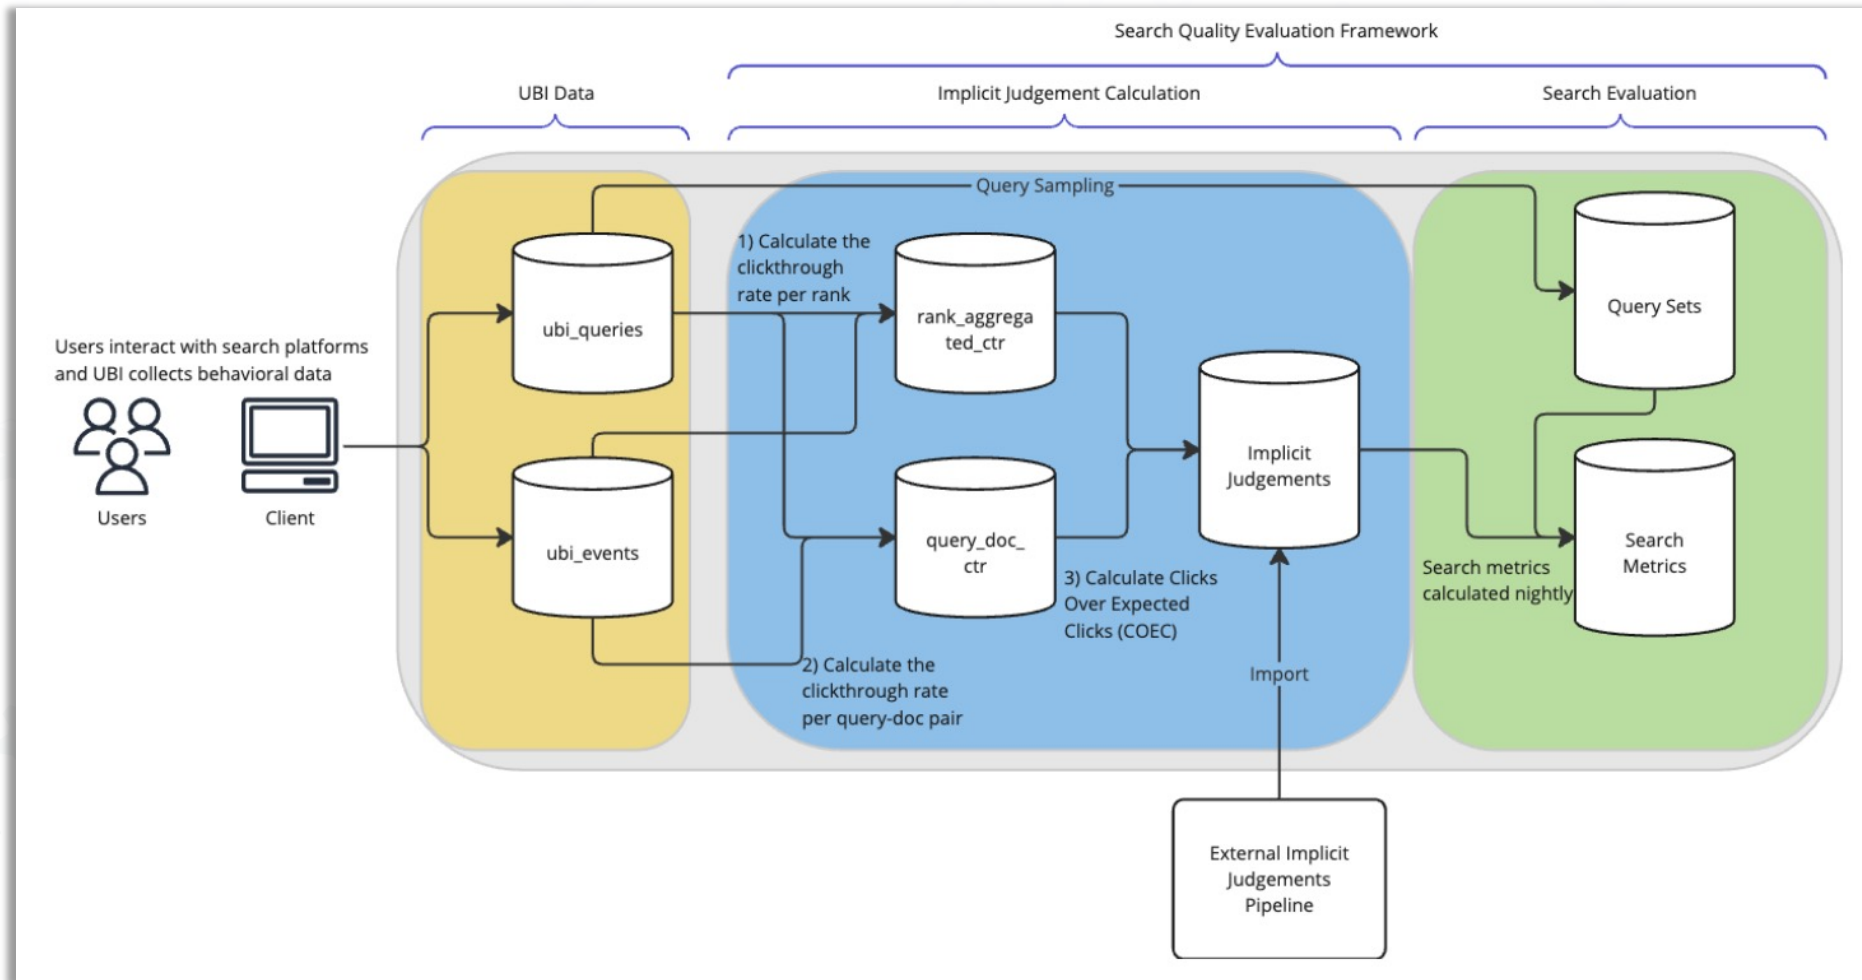 Search Quality Evaluation Framework
UBI Data
Implicit Judgement Calculation
Search Evaluation
Query Sampling
1) Calculate the
clickthrough
rate per rank
ubi_queries
rank_aggrega
ted_ctr
Query Sets
Users interact with search platforms
and UBI collects behavioral data
Users
Client
ubi_events
query_doc_
ctr
Implicit
Judgements
3) Calculate Clicks
Over Expected
Clicks (COEC)
Search metrics
calculated nightly
Search
Metrics
2) Calculate the
clickthrough rate
per query-doc pair
Import
External Implicit
Judgements
Pipeline